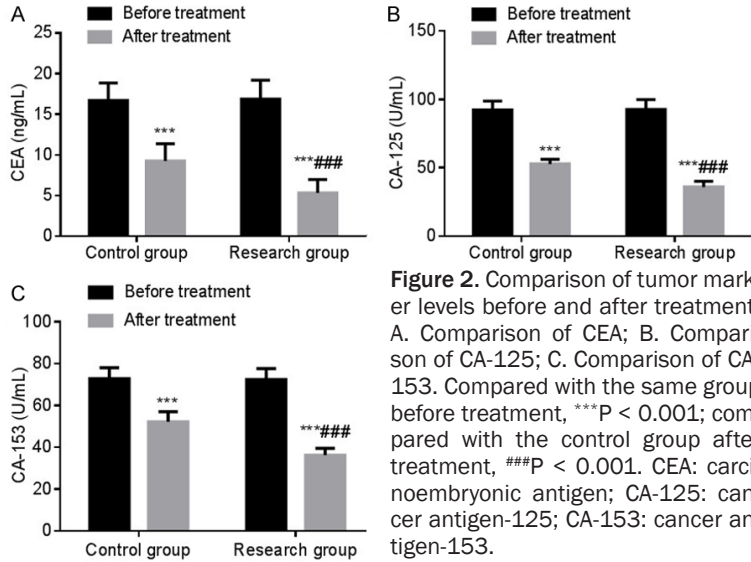 A
Before treatment
After treatment
25
20
15
10
5
0
CEA (ng/mL)
***
***###
Control group
Research group
B
Before treatment
After treatment
150
100
50
0
CA-125 (U/mL)
***
***###
Control group
Research group
C
Before treatment
After treatment
100
80
60
40
20
0
CA-153 (U/mL)
***
***###
Control group
Research group
Figure 2. Comparison of tumor mark-
er levels before and after treatment.
A. Comparison of CEA; B. Compari-
son of CA-125; C. Comparison of CA-
153. Compared with the same group
before treatment, ***P < 0.001; com-
pared with the control group after
treatment, ###P < 0.001. CEA: carci-
noembryonic antigen; CA-125: can-
cer antigen-125; CA-153: cancer an-
tigen-153.